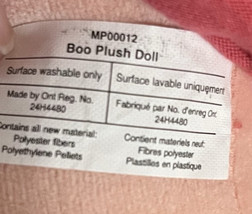 MP00012
Boo Plush Doll
Surface washable only
Surface lavable uniquement
Made by Ont Reg. No.
24H4480
Fabriqué par No. d'enreg Ont
24H4480
Contains all new material:
Polyester fibers
Polyethylene Pellets
Contient materiels neuf:
Fibres polyester
Plastilles en plastique